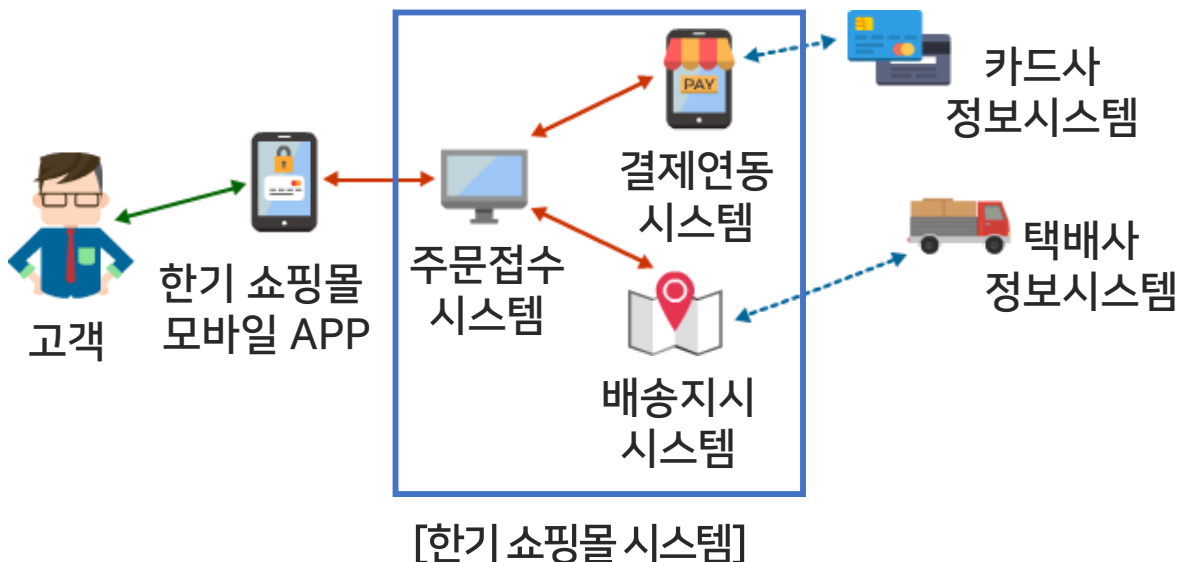 고객
한기 쇼핑몰
모바일 APP
주문접수
시스템
PAY
결제연동
시스템
배송지시
시스템
카드사
정보시스템
택배사
정보시스템
[한기 쇼핑몰 시스템]